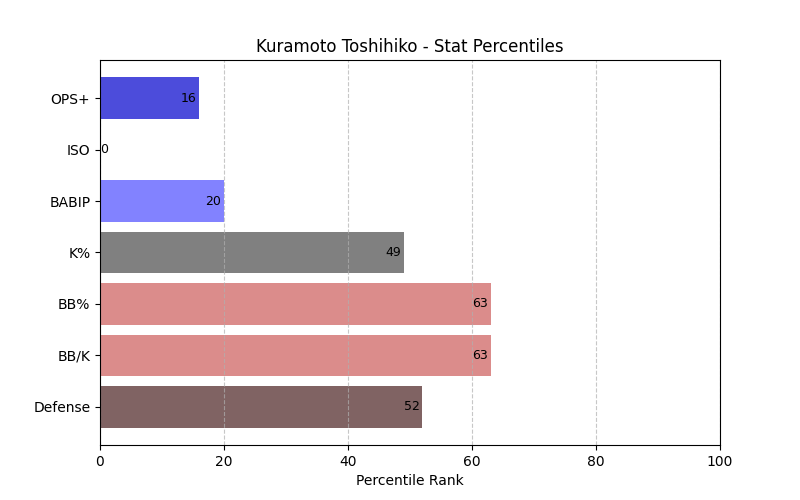 Kuramoto Toshihiko - Stat Percentiles
OPS+ 16
ISO 0
BABIP 20
K% 49
BB% 63
BB/K 63
Defense 52
0 20 40 60 80 100
Percentile Rank